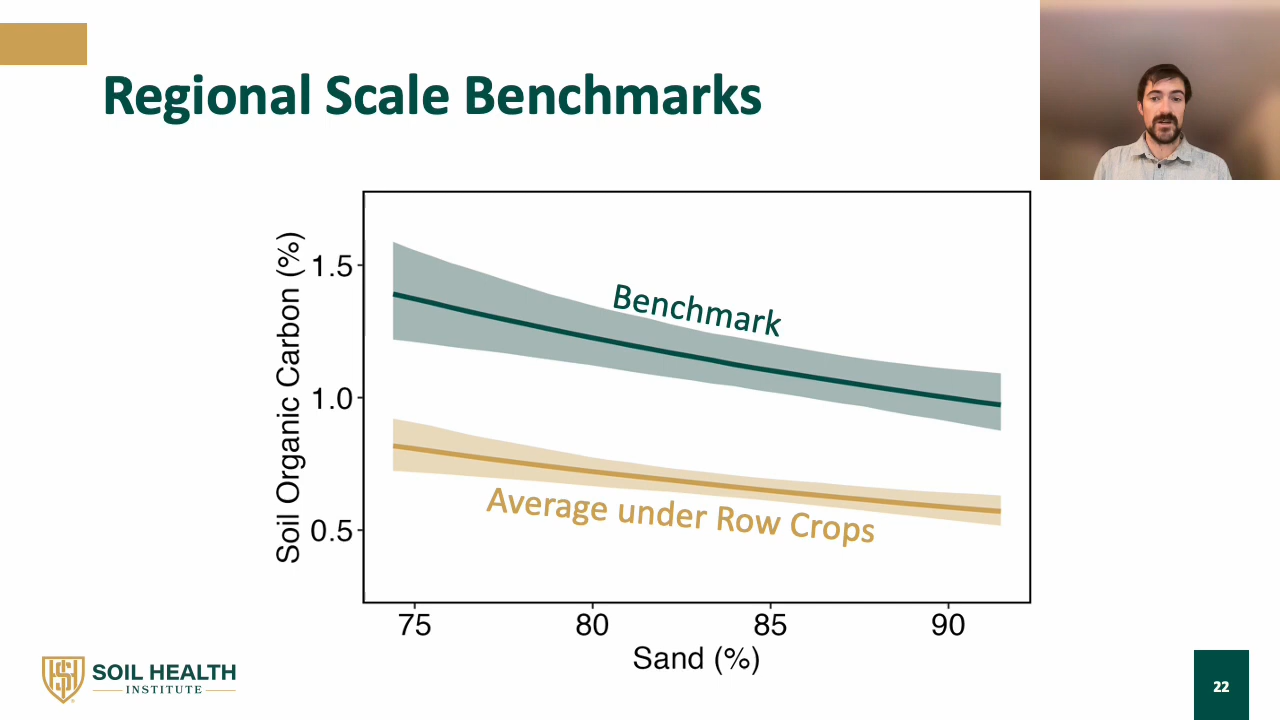 Regional Scale Benchmarks
Soil Organic Carbon (%)
1.5
1.0
0.5
Benchmark
Average under Row Crops
75 80 85 90
Sand (%)
SOIL HEALTH
INSTITUTE
22